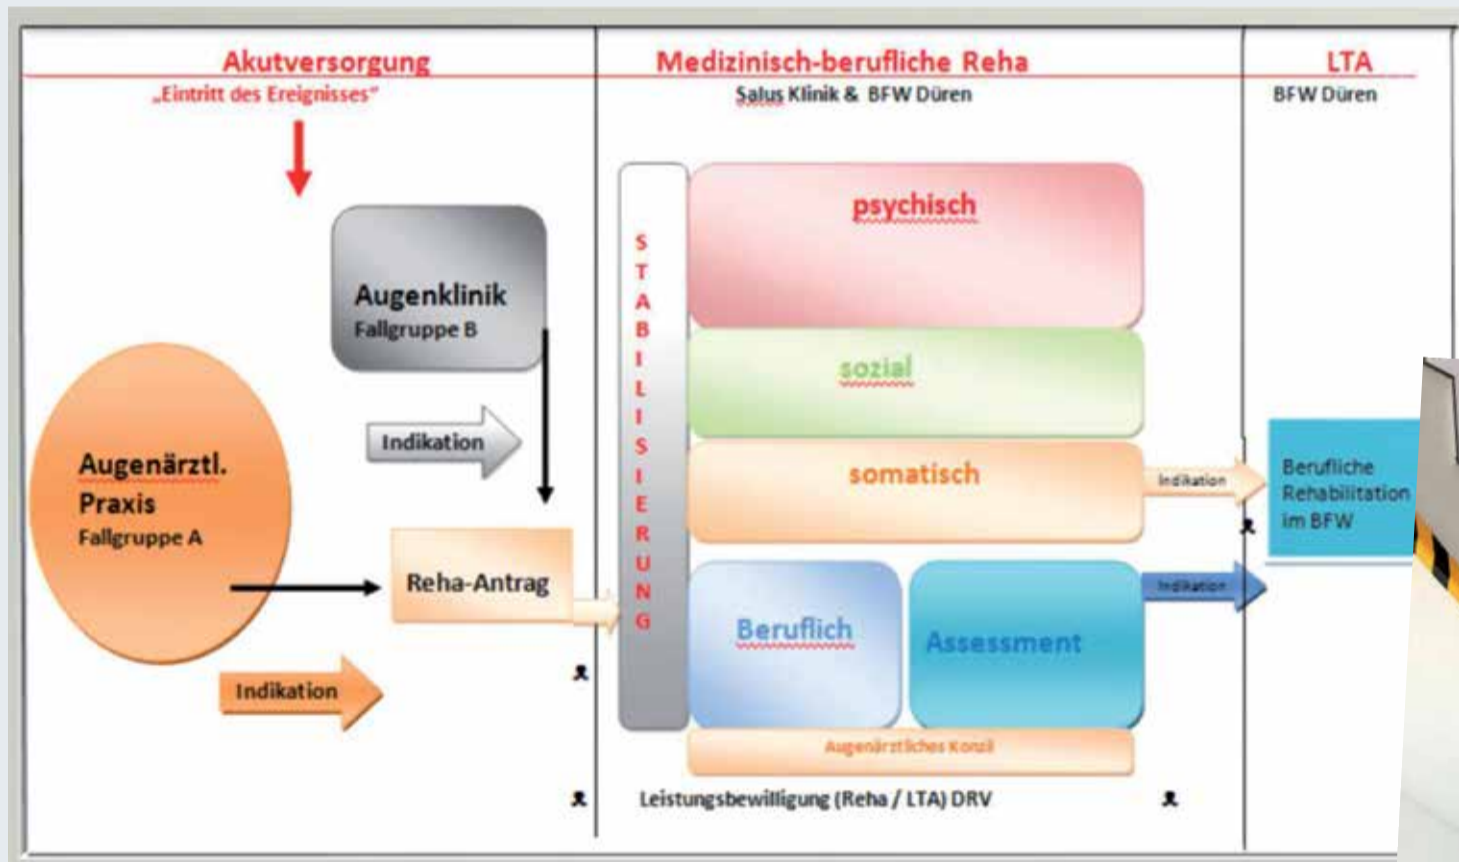 Akutversorgung
„Eintritt des Ereignisses“
Augenklinik
Fallgruppe B
Indikation
Augenärztl.
Praxis
Fallgruppe A
Reha-Antrag
Indikation
Medizinisch-berufliche Reha
Salus Klinik & BFW Düren
STABILISIERÜNG
psychisch
sozial
somatisch
Beruflich
Assessment
Augenärztliches Konzil
Leistungsbewilligung (Reha / LTA) DRV
Indikation
Indikation
LTA
BFW Düren
Berufliche
Rehabilitation
im BFW